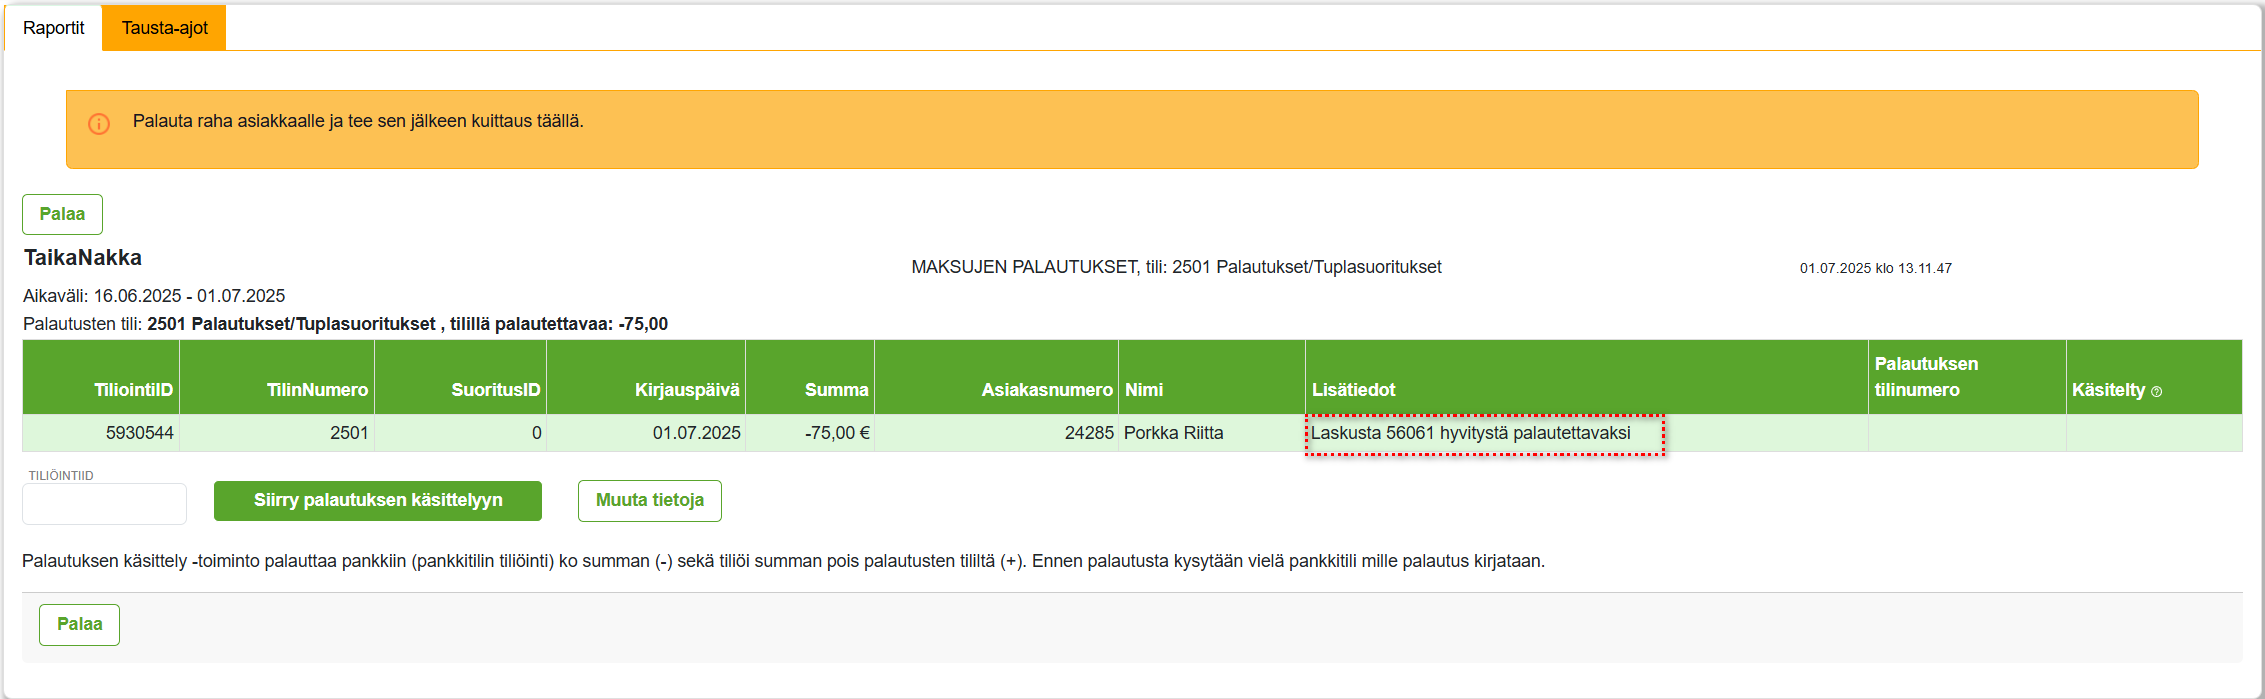 Raportit
Tausta-ajot
Palauta raha asiakkaalle ja tee sen jälkeen kuittaus täällä.
Palaa
TaikaNakka
MAKSUJEN PALAUTUKSET, tili: 2501 Palautukset/Tuplasuoritukset
01.07.2025 klo 13.11.47
Aikaväli: 16.06.2025 - 01.07.2025
Palautusten tili: 2501 Palautukset/Tuplasuoritukset , tilillä palautettavaa: -75,00
TiliointiID TilinNumero SuoritusID Kirjauspäivä Summa Asiakasnumero Nimi Lisätiedot Palautuksen tilinumero Käsitelty
5930544 2501 0 01.07.2025 -75,00 € 24285 Porkka Riitta Laskusta 56061 hyvitystä palautettavaksi
TILIÖINTIID
Siirry palautuksen käsittelyyn
Muuta tietoja
Palautuksen käsittely -toiminto palauttaa pankkiin (pankkitilin tiliöinti) ko summan (-) sekä tiliöi summan pois palautusten tililtä (+). Ennen palautusta kysytään vielä pankkitili mille palautus kirjataan.
Palaa